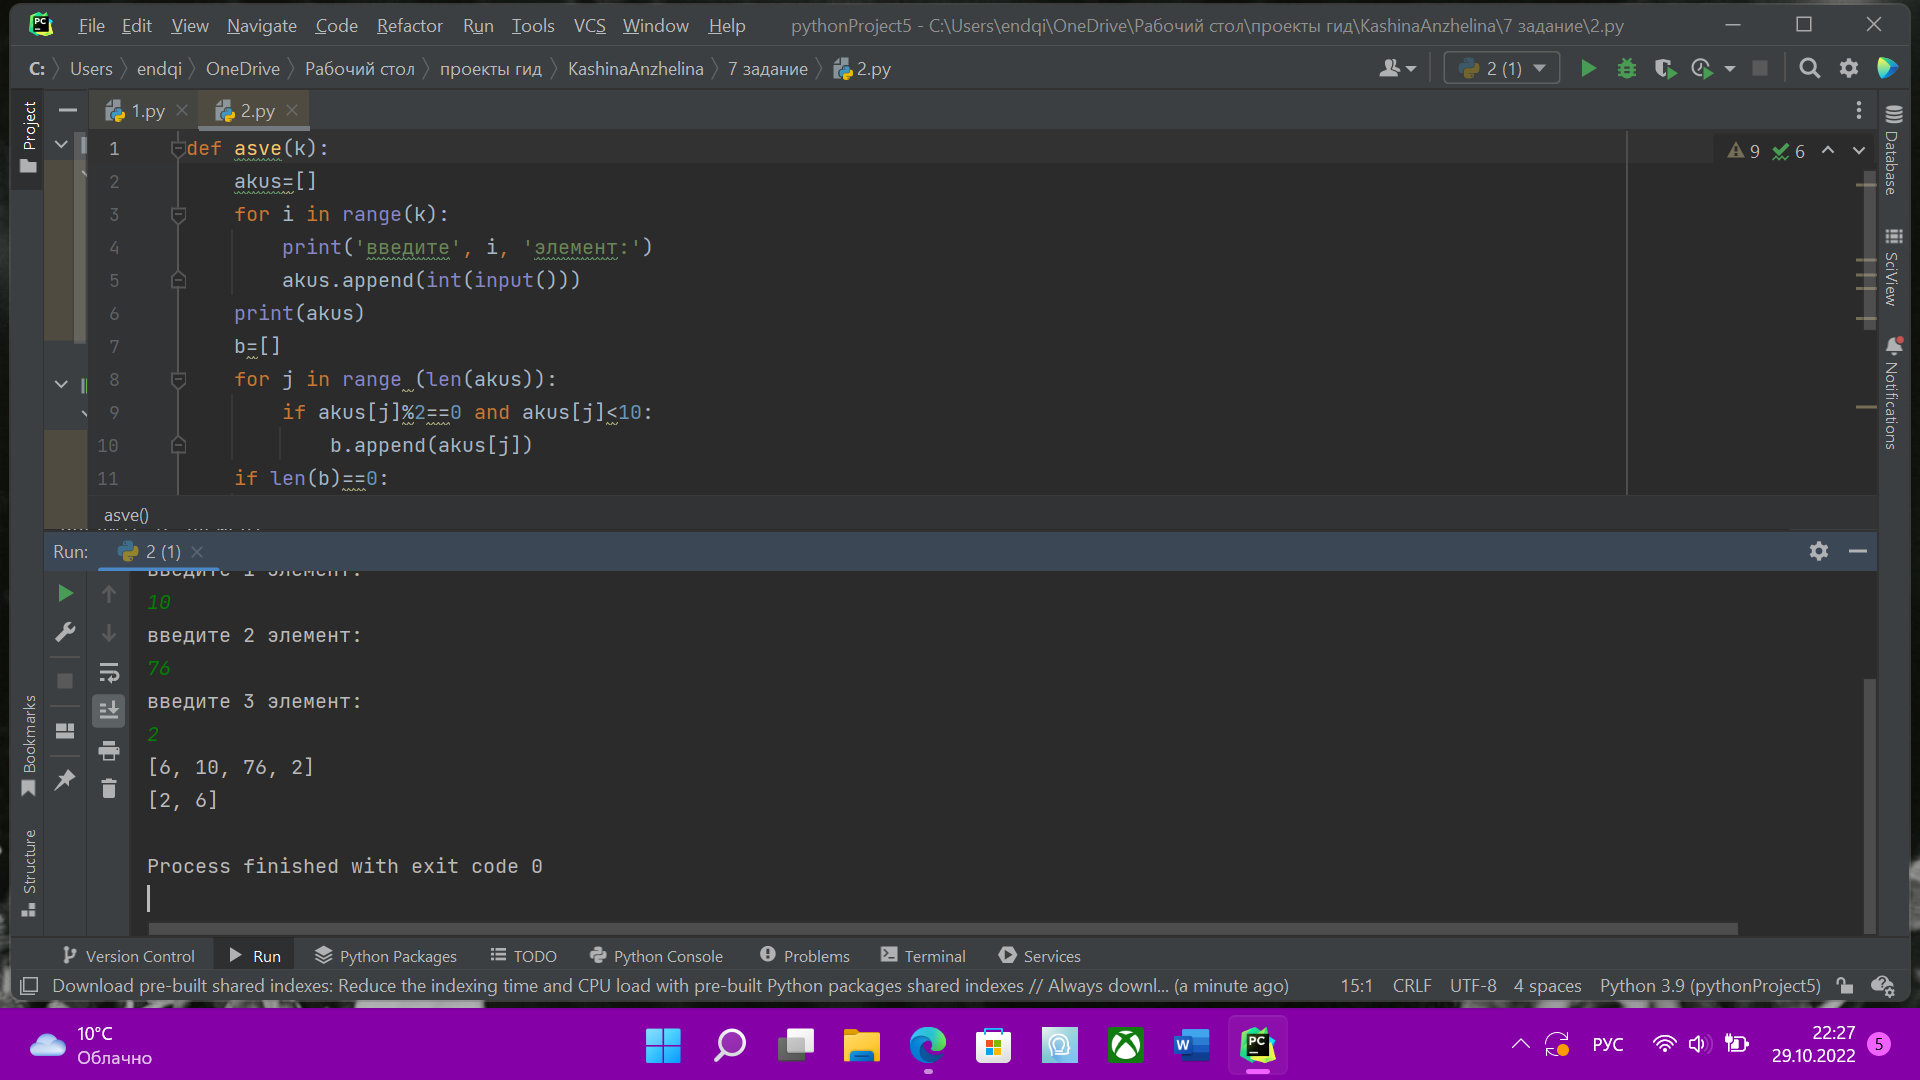 File Edit View Navigate Code Refactor Run Tools VCS Window Help pythonProject5 - C:\Users\endqi\OneDrive\Рабочий стол\проекты гид\KashinaAnzhelina\7 задание\2.py
C: Users endqi OneDrive Рабочий стол проекты гид KashinaAnzhelina 7 задание 2.py 2 (1)
Project
1.py 2.py
9 6
1 def asve(k):
2 akus=[]
3 for i in range(k):
4 print('введите', i, 'элемент:')
5 akus.append(int(input()))
6 print(akus)
7 b=[]
8 for j in range (len(akus)):
9 if akus[j]%2==0 and akus[j]<10:
10 b.append(akus[j])
11 if len(b)==0:
asve()
Database
SciView
Notifications
Run: 2 (1)
введите 1 элемент:
10
введите 2 элемент:
76
введите 3 элемент:
2
[6, 10, 76, 2]
[2, 6]
Process finished with exit code 0
Bookmarks
Structure
Version Control Run Python Packages TODO Python Console Problems Terminal Services
Download pre-built shared indexes: Reduce the indexing time and CPU load with pre-built Python packages shared indexes // Always downl... (a minute ago) 15:1 CRLF UTF-8 4 spaces Python 3.9 (pythonProject5)
10°C
Облачно
W
PC
РУС
22:27
29.10.2022
5